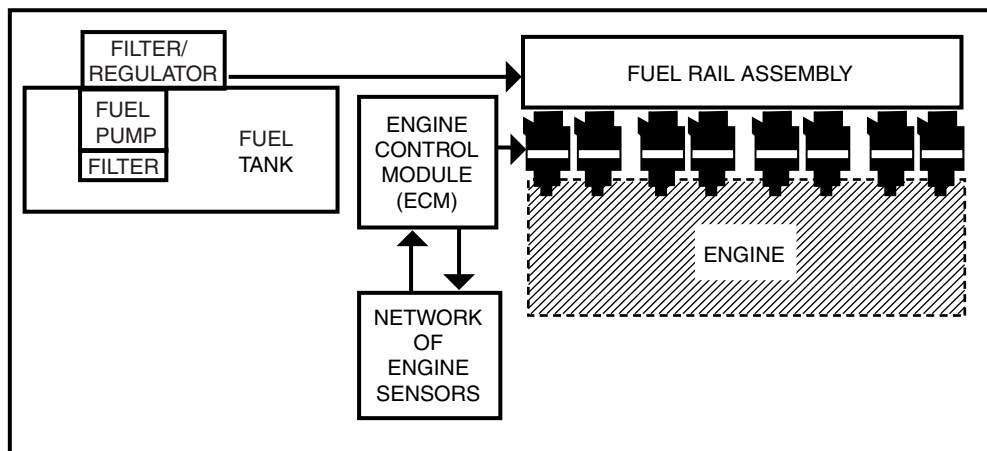 FILTER/
REGULATOR
FUEL
PUMP
FILTER
FUEL
TANK
ENGINE
CONTROL
MODULE
(ECM)
NETWORK
OF
ENGINE
SENSORS
FUEL RAIL ASSEMBLY
ENGINE